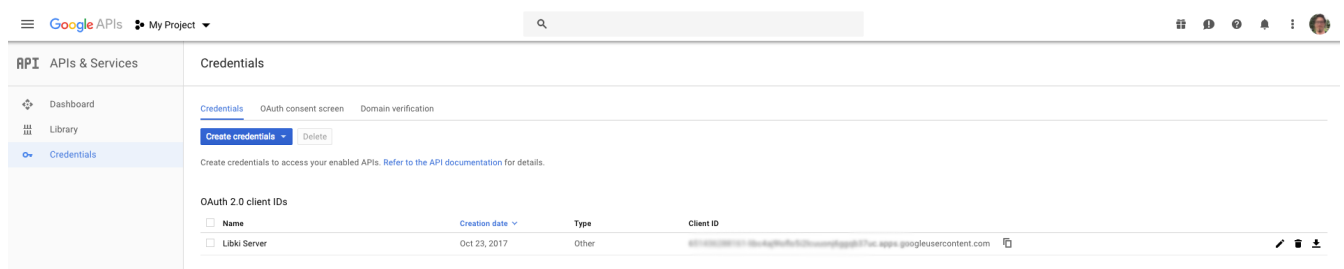 Google APIs My Project
API APIs & Services Credentials
Dashboard
Library
Credentials
Credentials OAuth consent screen Domain verification
Create credentials Delete
Create credentials to access your enabled APIs. Refer to the API documentation for details.
OAuth 2.0 client IDs
Name Creation date Type Client ID
Libki Server Oct 23, 2017 Other .apps.googleusercontent.com